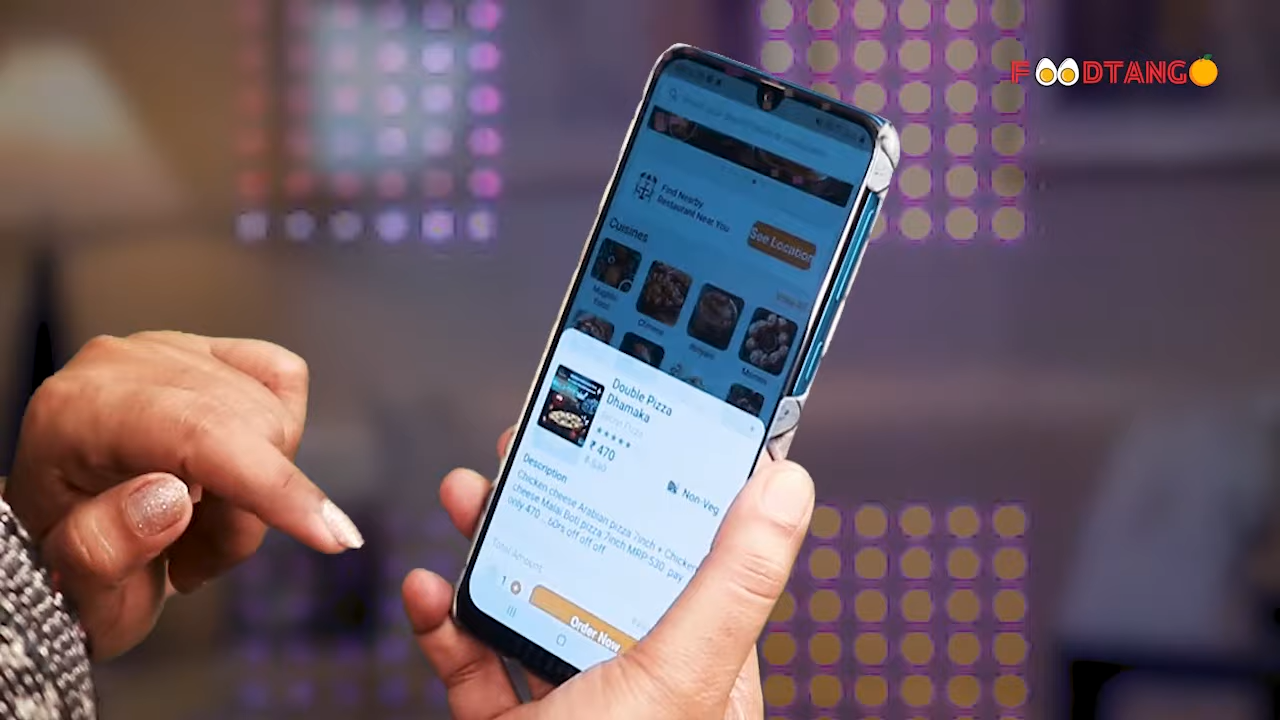 FOODTANGO
Find Nearby
Restaurant Near You
See Location
Cuisines
Chinese
Biryani
Momos
Double Pizza
Dhamaka
₹ 470
Non-Veg
Description
Chicken cheese Arabian pizza 7inch + Chicken
cheese Malai Boti pizza 7inch MRP 530 pay
only 470 ... 60rs off off off
Total Amount
1
Order Now